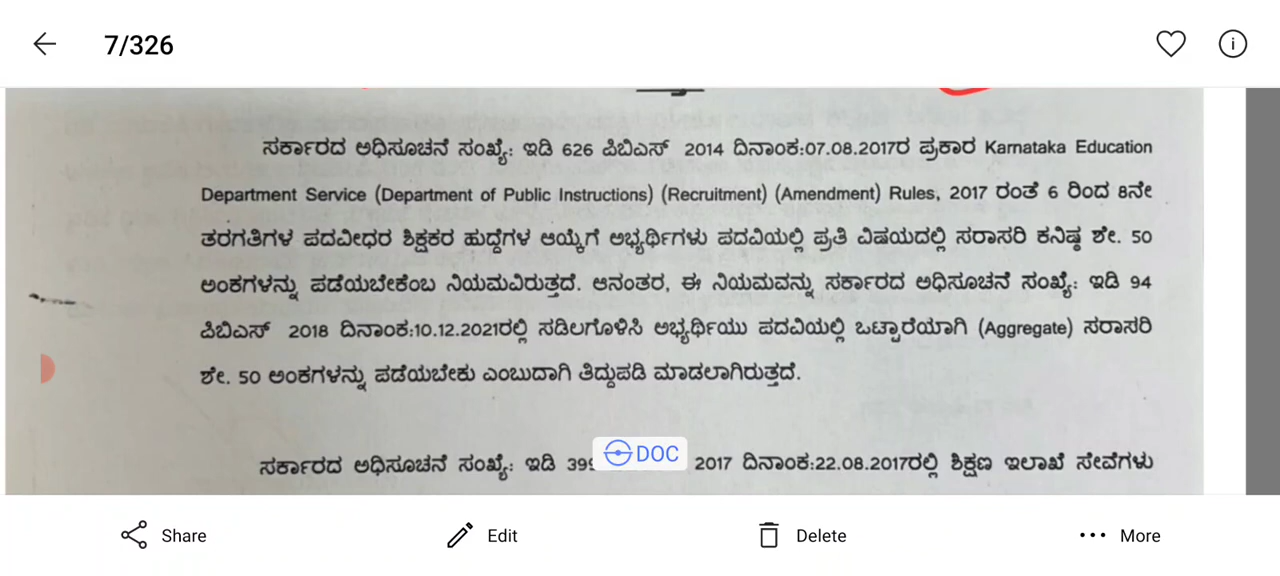 7/326
ಸರ್ಕಾರದ ಅಧಿಸೂಚನೆ ಸಂಖ್ಯೆ: ಇಡಿ 626 ಪಿಬಿಎಸ್ 2014 ದಿನಾಂಕ:07.08.2017ರ ಪ್ರಕಾರ Karnataka Education
Department Service (Department of Public Instructions) (Recruitment) (Amendment) Rules, 2017 ರಂತೆ 6 ರಿಂದ 8ನೇ
ತರಗತಿಗಳ ಪದವೀಧರ ಶಿಕ್ಷಕರ ಹುದ್ದೆಗಳ ಆಯ್ಕೆಗೆ ಅಭ್ಯರ್ಥಿಗಳು ಪದವಿಯಲ್ಲಿ ಪ್ರತಿ ವಿಷಯದಲ್ಲಿ ಸರಾಸರಿ ಕನಿಷ್ಠ ಶೇ. 50
ಅಂಕಗಳನ್ನು ಪಡೆಯಬೇಕೆಂಬ ನಿಯಮವಿರುತ್ತದೆ. ಆನಂತರ, ಈ ನಿಯಮವನ್ನು ಸರ್ಕಾರದ ಅಧಿಸೂಚನೆ ಸಂಖ್ಯೆ: ಇಡಿ 94
ಪಿಬಿಎಸ್ 2018 ದಿನಾಂಕ:10.12.2021ರಲ್ಲಿ ಸಡಿಲಗೊಳಿಸಿ ಅಭ್ಯರ್ಥಿಯು ಪದವಿಯಲ್ಲಿ ಒಟ್ಟಾರೆಯಾಗಿ (Aggregate) ಸರಾಸರಿ
ಶೇ. 50 ಅಂಕಗಳನ್ನು ಪಡೆಯಬೇಕು ಎಂಬುದಾಗಿ ತಿದ್ದುಪಡಿ ಮಾಡಲಾಗಿರುತ್ತದೆ.
ಸರ್ಕಾರದ ಅಧಿಸೂಚನೆ ಸಂಖ್ಯೆ: ಇಡಿ 2017 ದಿನಾಂಕ:22.08.2017ರಲ್ಲಿ ಶಿಕ್ಷಣ ಇಲಾಖೆ ಸೇವೆಗಳು
DOC
Share Edit Delete More